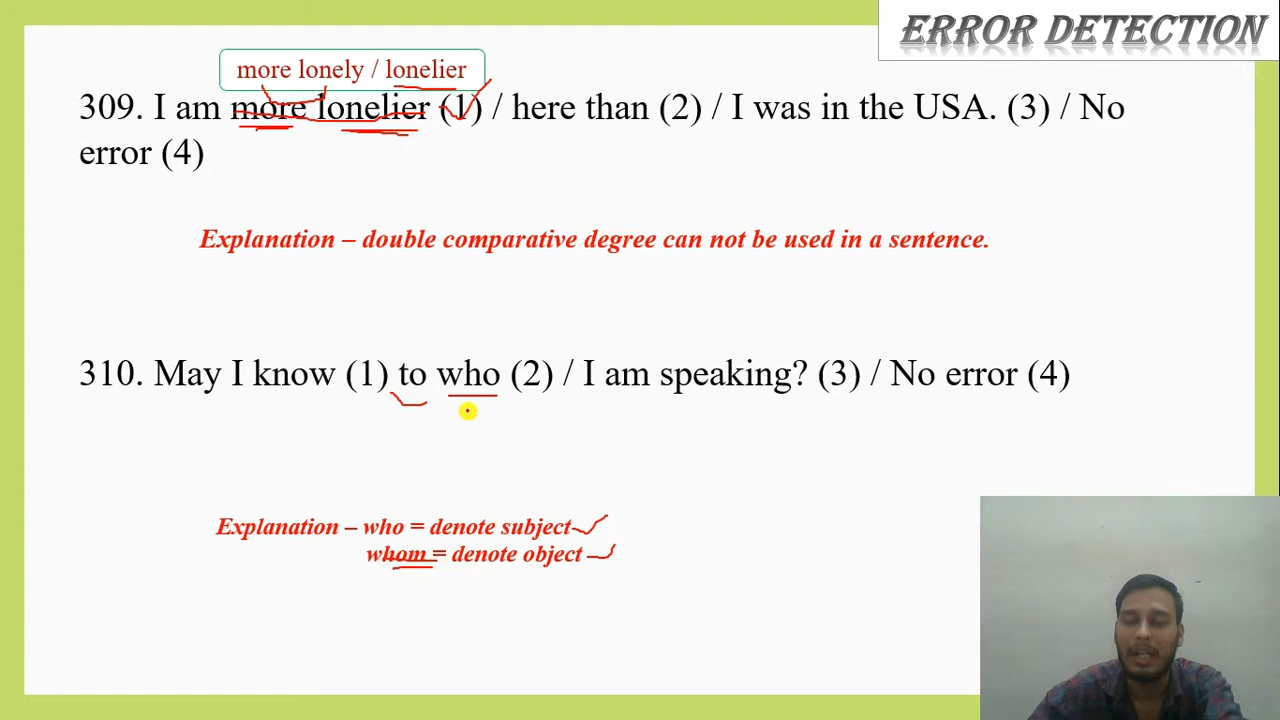 ERROR DETECTION
more lonely / lonelier
309. I am more lonelier (1) / here than (2) / I was in the USA. (3) / No
error (4)
Explanation – double comparative degree can not be used in a sentence.
310. May I know (1) to who (2) / I am speaking? (3) / No error (4)
Explanation – who = denote subject
whom = denote object